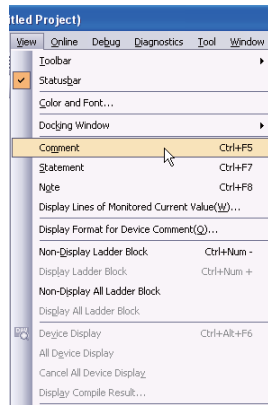 itled Project)
View Online Debug Diagnostics Tool Window
Toolbar
Statusbar
Color and Font...
Docking Window
Comment Ctrl+F5
Statement Ctrl+F7
Note Ctrl+F8
Display Lines of Monitored Current Value(W)...
Display Format for Device Comment(O)...
Non-Display Ladder Block Ctrl+Num -
Display Ladder Block Ctrl+Num +
Non-Display All Ladder Block
Display All Ladder Block
Device Display Ctrl+Alt+F6
All Device Display
Cancel All Device Display
Display Compile Result...